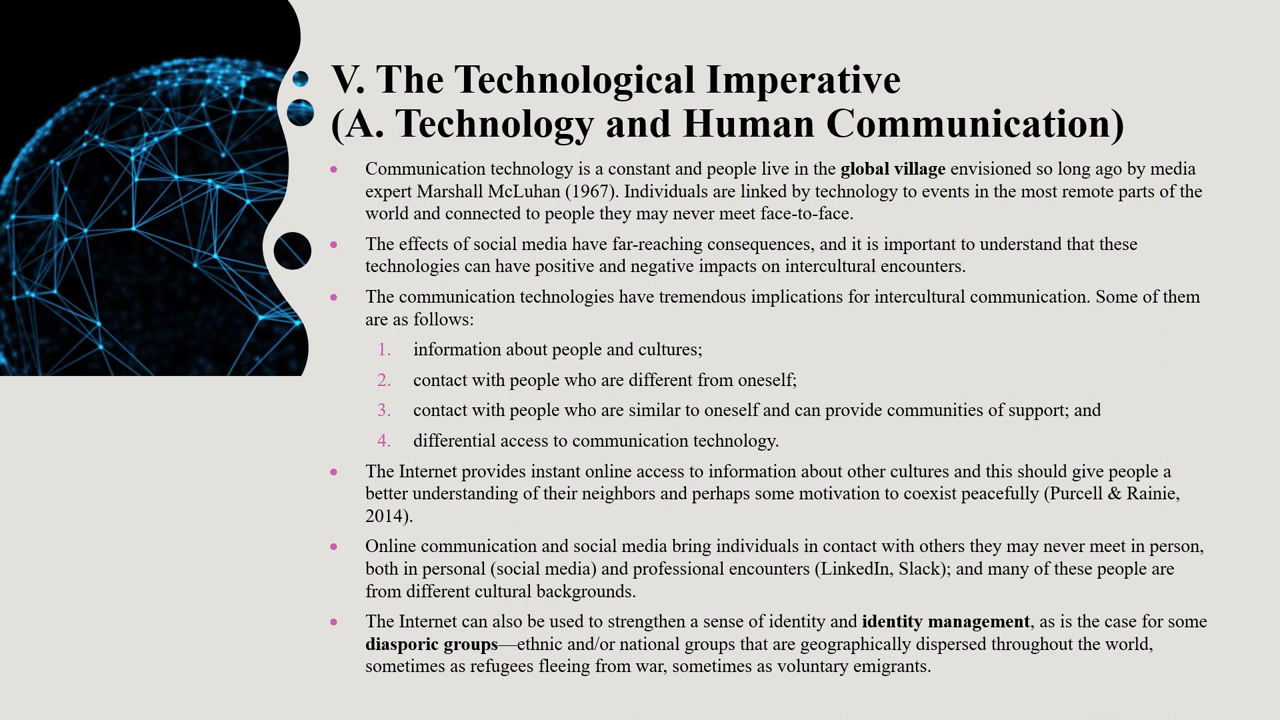 V. The Technological Imperative
(A. Technology and Human Communication)
• Communication technology is a constant and people live in the global village envisioned so long ago by media
expert Marshall McLuhan (1967). Individuals are linked by technology to events in the most remote parts of the
world and connected to people they may never meet face-to-face.
• The effects of social media have far-reaching consequences, and it is important to understand that these
technologies can have positive and negative impacts on intercultural encounters.
• The communication technologies have tremendous implications for intercultural communication. Some of them
are as follows:
1. information about people and cultures;
2. contact with people who are different from oneself;
3. contact with people who are similar to oneself and can provide communities of support; and
4. differential access to communication technology.
• The Internet provides instant online access to information about other cultures and this should give people a
better understanding of their neighbors and perhaps some motivation to coexist peacefully (Purcell & Rainie,
2014).
• Online communication and social media bring individuals in contact with others they may never meet in person,
both in personal (social media) and professional encounters (LinkedIn, Slack); and many of these people are
from different cultural backgrounds.
• The Internet can also be used to strengthen a sense of identity and identity management, as is the case for some
diasporic groups—ethnic and/or national groups that are geographically dispersed throughout the world,
sometimes as refugees fleeing from war, sometimes as voluntary emigrants.